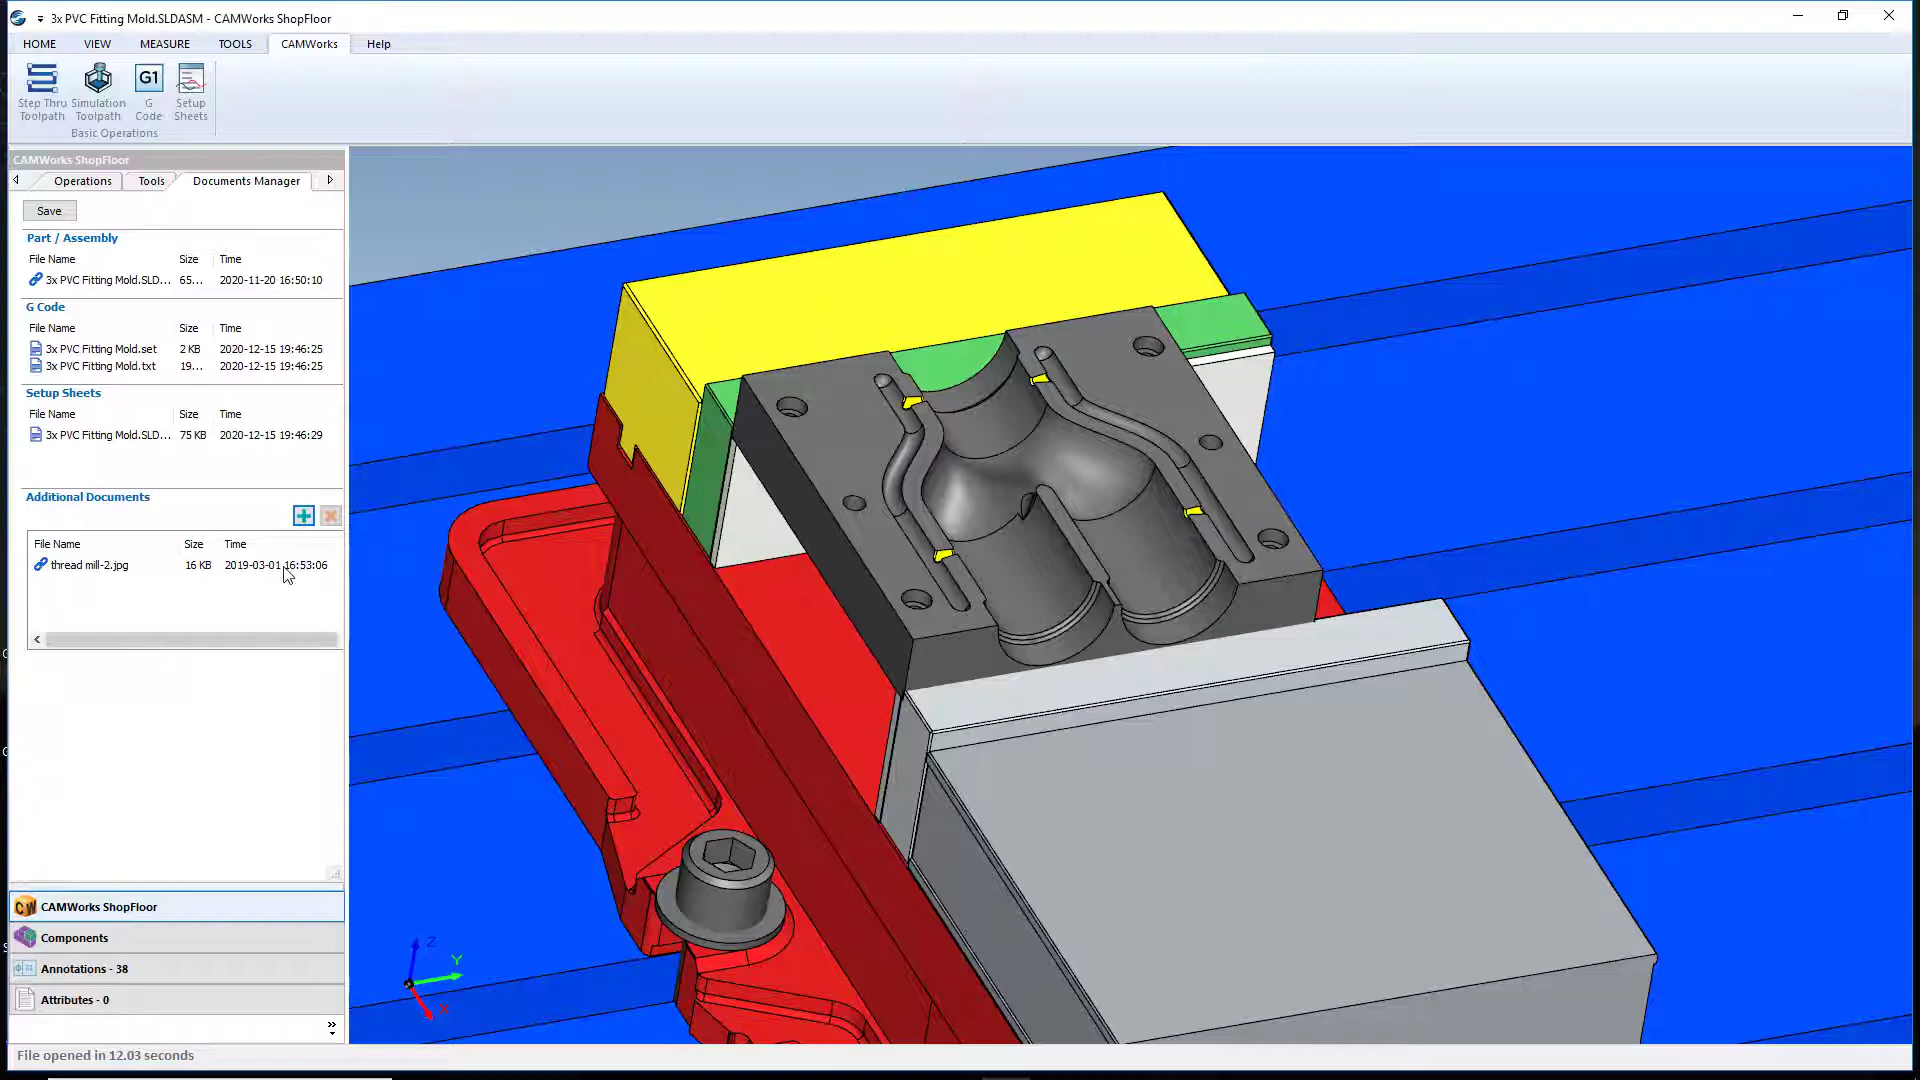 3x PVC Fitting Mold.SLDASM - CAMWorks ShopFloor
HOME VIEW MEASURE TOOLS CAMWorks Help
G1
Step Thru Toolpath
Simulation Toolpath
G Code
Setup Sheets
Basic Operations
CAMWorks ShopFloor
Operations Tools Documents Manager
Save
Part / Assembly
File Name Size Time
3x PVC Fitting Mold.SLD... 65... 2020-11-20 16:50:10
G Code
File Name Size Time
3x PVC Fitting Mold.set 2 KB 2020-12-15 19:46:25
3x PVC Fitting Mold.txt 19... 2020-12-15 19:46:25
Setup Sheets
File Name Size Time
3x PVC Fitting Mold.SLD... 75 KB 2020-12-15 19:46:29
Additional Documents
File Name Size Time
thread mill-2.jpg 16 KB 2019-03-01 16:53:06
CW CAMWorks ShopFloor
Components
Annotations - 38
Attributes - 0
Z
Y
X
File opened in 12.03 seconds